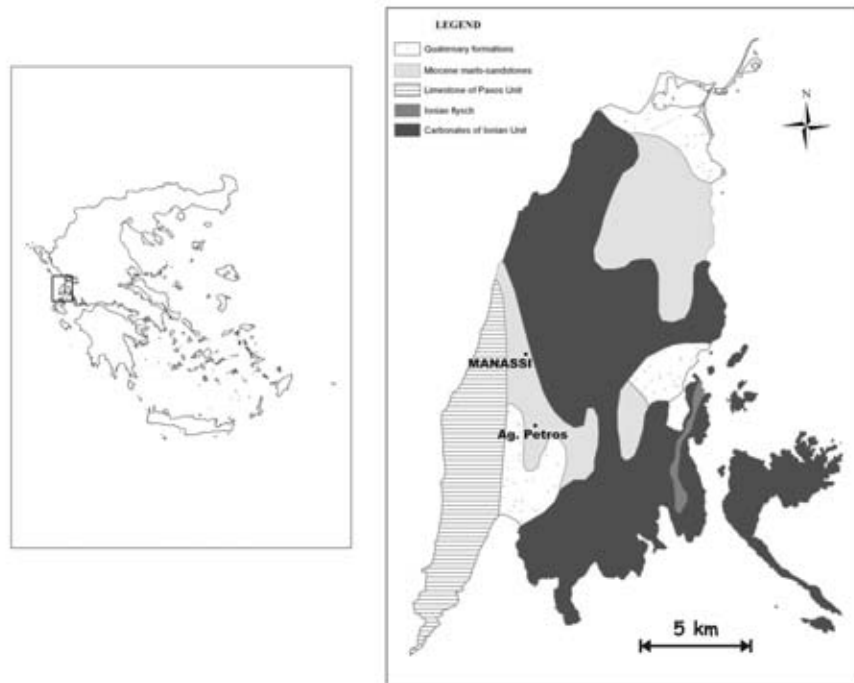 LEGEND
Quaternary formations
Miocene marls-sandstones
Limestone of Paxos Unit
Ionian flysch
Carbonates of Ionian Unit
N
MANASSI
Ag. Petros
5 km